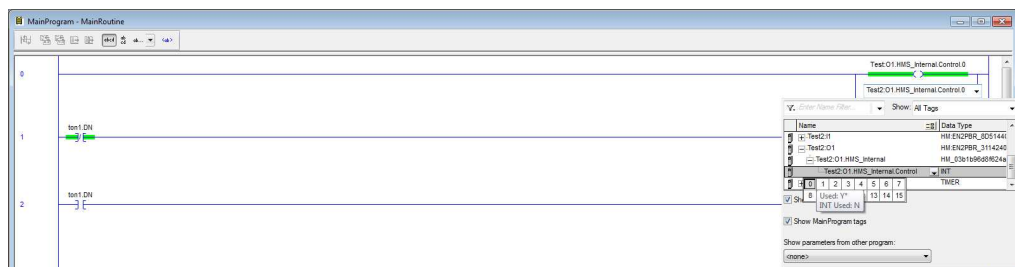 MainProgram - MainRoutine
Test:O1.HMS_Internal.Control.0
0
Test2:O1.HMS_Internal.Control.0
Enter Name Filter...
Show: All Tags
Name
Data Type
Test2:I1
HM:EN2PBR_8D51440
ton1.DN
1
Test2:O1
HM:EN2PBR_3114240
Test2:O1.HMS_Internal
HM_03b1b96d8f624a
Test2:O1.HMS_Internal.Control
INT
0 1 2 3 4 5 6 7
TIMER
8
13 14 15
Used: Y*
INT Used: N
ton1.DN
2
Show MainProgram tags
Show parameters from other program:
<none>